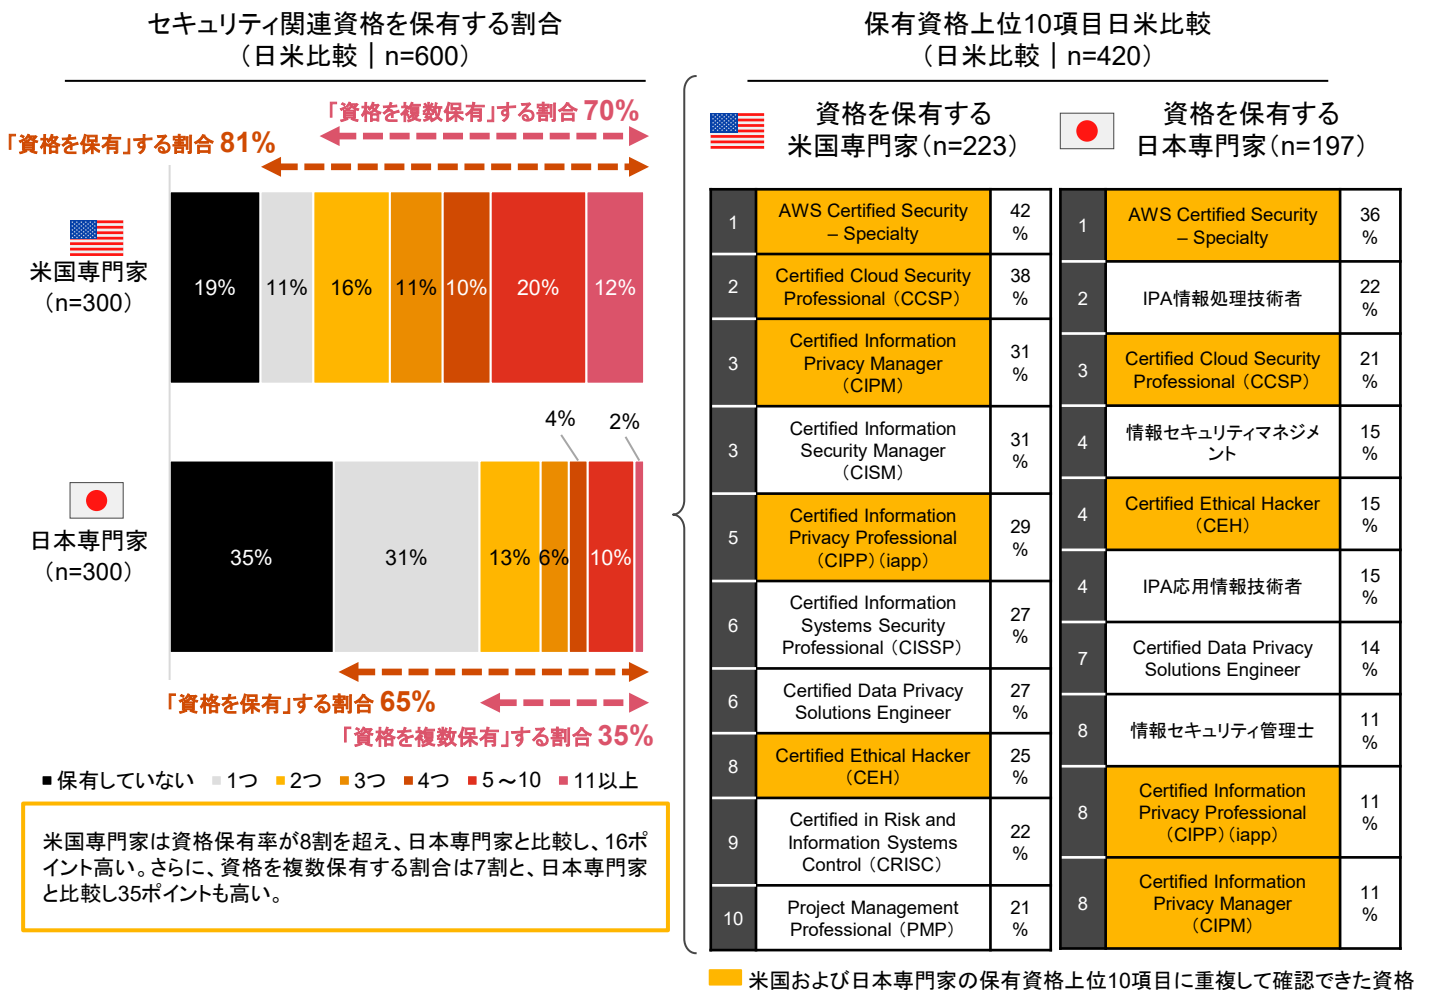 セキュリティ関連資格を保有する割合
（日米比較｜n=600）
「資格を複数保有」する割合 70%
「資格を保有」する割合 81%
米国専門家
（n=300）
19%
11%
16%
11%
10%
20%
12%
4%
2%
日本専門家
（n=300）
35%
31%
13%
6%
10%
「資格を保有」する割合 65%
「資格を複数保有」する割合 35%
保有していない 1つ 2つ 3つ 4つ 5～10 11以上
米国専門家は資格保有率が8割を超え、日本専門家と比較し、16ポ
イント高い。さらに、資格を複数保有する割合は7割と、日本専門家
と比較し35ポイントも高い。
保有資格上位10項目日米比較
（日米比較｜n=420）
資格を保有する
米国専門家（n=223）
1
AWS Certified Security
– Specialty
42
%
2
Certified Cloud Security
Professional（CCSP）
38
%
3
Certified Information
Privacy Manager
（CIPM）
31
%
3
Certified Information
Security Manager
（CISM）
31
%
5
Certified Information
Privacy Professional
（CIPP）（iapp）
29
%
6
Certified Information
Systems Security
Professional（CISSP）
27
%
6
Certified Data Privacy
Solutions Engineer
27
%
8
Certified Ethical Hacker
（CEH）
25
%
9
Certified in Risk and
Information Systems
Control（CRISC）
22
%
10
Project Management
Professional（PMP）
21
%
資格を保有する
日本専門家（n=197）
1
AWS Certified Security
– Specialty
36
%
2
IPA情報処理技術者
22
%
3
Certified Cloud Security
Professional（CCSP）
21
%
4
情報セキュリティマネジメ
ント
15
%
4
Certified Ethical Hacker
（CEH）
15
%
4
IPA応用情報技術者
15
%
7
Certified Data Privacy
Solutions Engineer
14
%
8
情報セキュリティ管理士
11
%
8
Certified Information
Privacy Professional
（CIPP）（iapp）
11
%
8
Certified Information
Privacy Manager
（CIPM）
11
%
米国および日本専門家の保有資格上位10項目に重複して確認できた資格